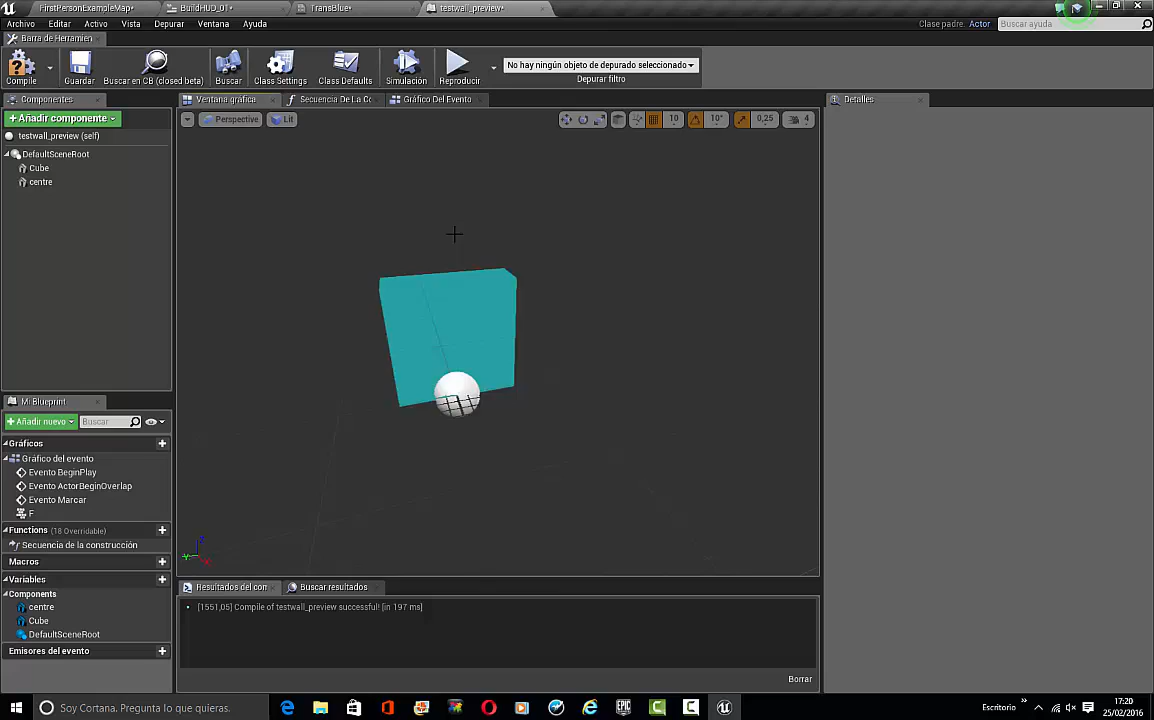 FirstPersonExampleMap*
BuildHUD_01*
TransBlue*
testwall_preview*
Archivo Editar Activo Vista Depurar Ventana Ayuda
Clase padre: Actor
Buscar ayuda
Barra de Herramien
Compile
Guardar
Buscar en CB (closed beta)
Buscar
Class Settings
Class Defaults
Simulación
Reproducir
No hay ningún objeto de depurado seleccionado
Depurar filtro
Componentes
Ventana gráfica
Secuencia De La Co
Gráfico Del Evento
Detalles
+Añadir componente
Perspective
Lit
10
10°
0,25
4
testwall_preview (self)
DefaultSceneRoot
Cube
centre
Mi Blueprint
+Añadir nuevo
Buscar
Gráficos
Gráfico del evento
Evento BeginPlay
Evento ActorBeginOverlap
Evento Marcar
F
Functions (18 Overridable)
Secuencia de la construcción
Macros
Variables
Components
centre
Cube
DefaultSceneRoot
Emisores del evento
Resultados del com
Buscar resultados
[1551,05] Compile of testwall_preview successful! [in 197 ms]
Borrar
Soy Cortana. Pregunta lo que quieras.
EPIC
Escritorio
17:20
25/02/2016